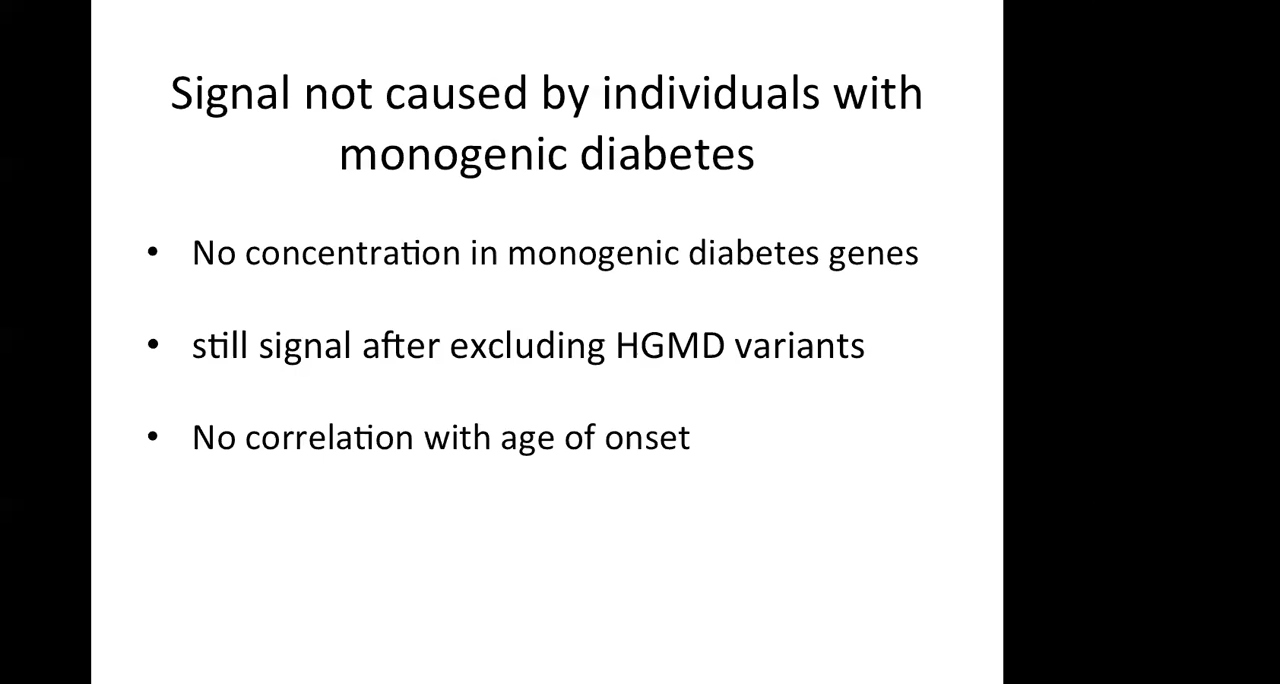 Signal not caused by individuals with
monogenic diabetes
• No concentration in monogenic diabetes genes
• still signal after excluding HGMD variants
• No correlation with age of onset